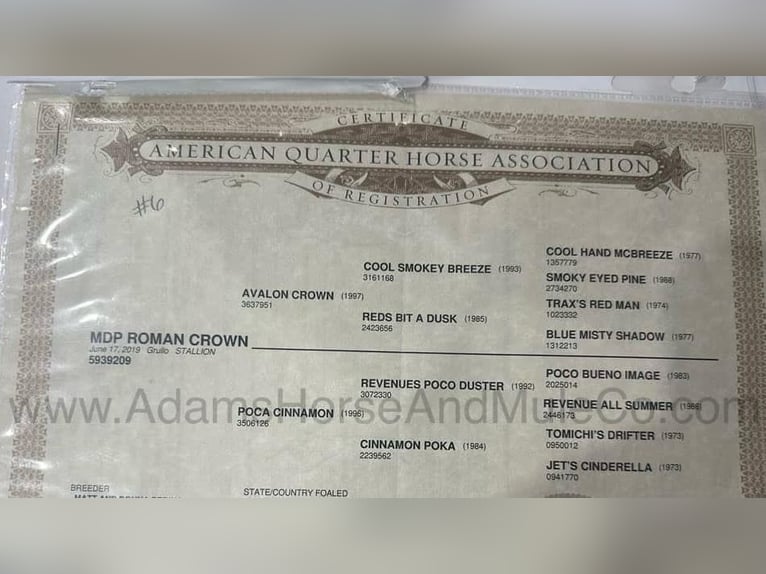 CERTIFICATE
AMERICAN QUARTER HORSE ASSOCIATION
OF REGISTRATION
#6
COOL HAND MCBREEZE (1977)
1357779
COOL SMOKEY BREEZE (1993)
3161168
SMOKY EYED PINE (1988)
2734270
AVALON CROWN (1997)
3637951
TRAX'S RED MAN (1974)
1023332
REDS BIT A DUSK (1985)
2423656
BLUE MISTY SHADOW (1977)
1312213
MDP ROMAN CROWN
June 17, 2019 Grullo STALLION
5939209
POCO BUENO IMAGE (1983)
2025014
REVENUES POCO DUSTER (1992)
3072330
REVENUE ALL SUMMER (1986)
2446173
www.AdamsHorseAndMuleCo.com
POCA CINNAMON (1996)
3506126
TOMICHI'S DRIFTER (1973)
0950012
CINNAMON POKA (1984)
2239562
JET'S CINDERELLA (1973)
0941770
BREEDER
STATE/COUNTRY FOALED